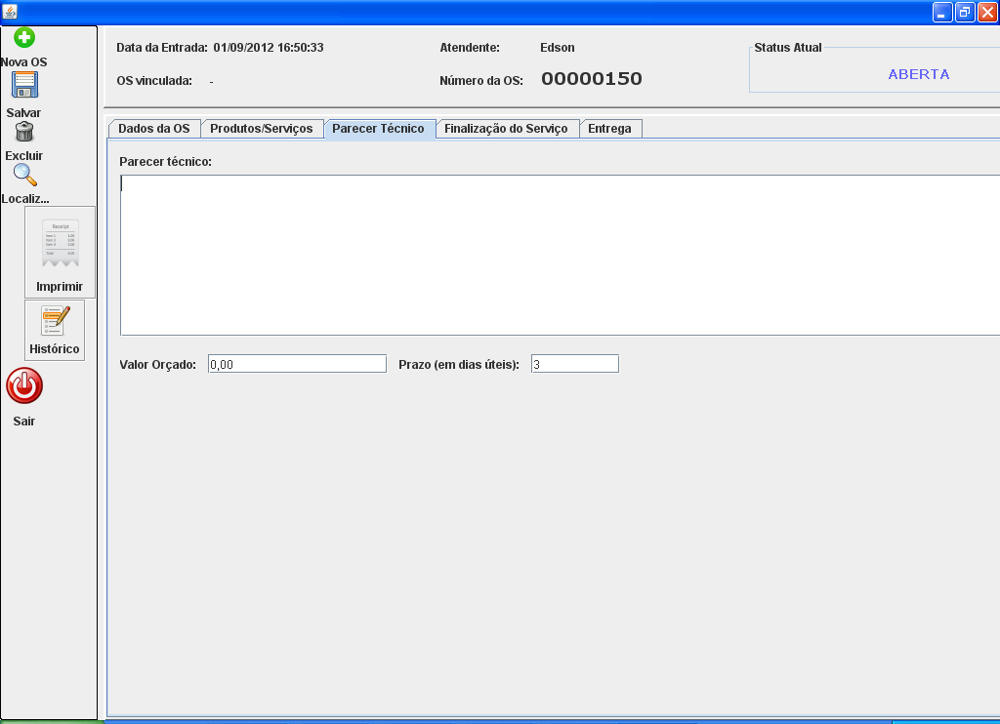 Nova OS
Salvar
Excluir
Localiz...
Receipt
Imprimir
Histórico
Sair
Data da Entrada: 01/09/2012 16:50:33
Atendente: Edson
Status Atual
OS vinculada: -
Número da OS: 00000150
ABERTA
Dados da OS
Produtos/Serviços
Parecer Técnico
Finalização do Serviço
Entrega
Parecer técnico:
Valor Orçado: 0,00
Prazo (em dias úteis): 3